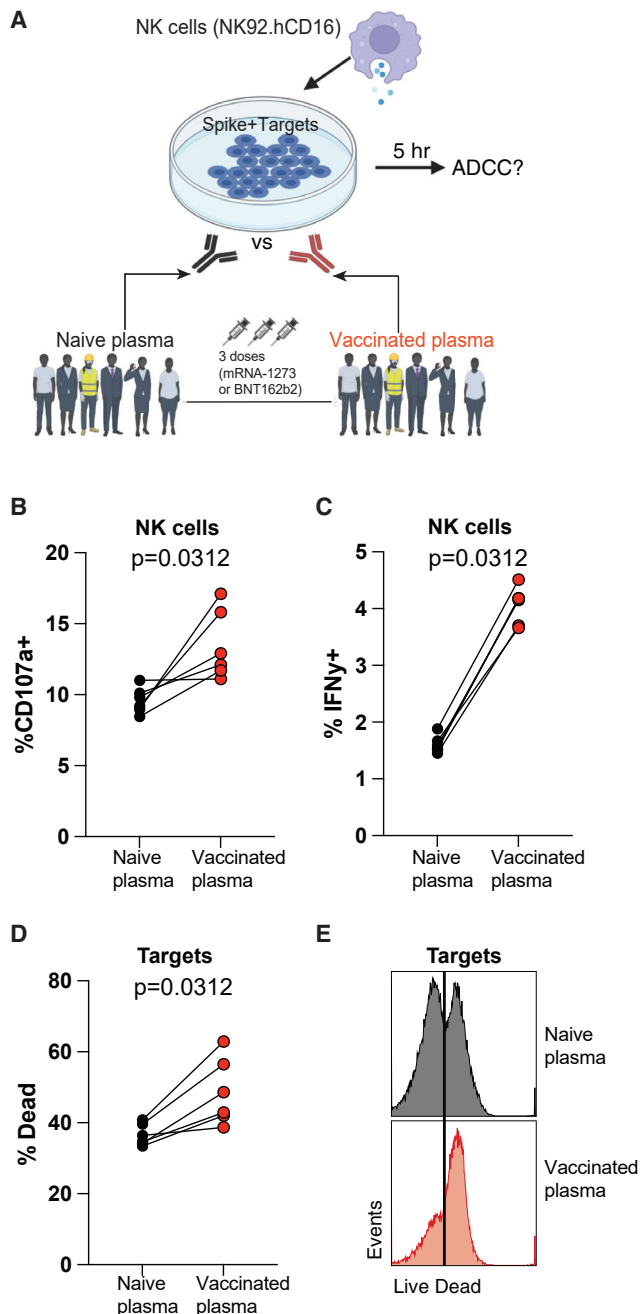 A
NK cells (NK92.hCD16)
Spike+Targets
5 hr
ADCC?
vs
Naive plasma
3 doses
(mRNA-1273
or BNT162b2)
Vaccinated plasma
B
NK cells
p=0.0312
%CD107a+
20
15
10
5
0
Naive
plasma
Vaccinated
plasma
C
NK cells
p=0.0312
% IFNγ+
5
4
3
2
1
0
Naive
plasma
Vaccinated
plasma
D
Targets
p=0.0312
% Dead
80
60
40
20
0
Naive
plasma
Vaccinated
plasma
E
Targets
Naive
plasma
Vaccinated
plasma
Events
Live Dead